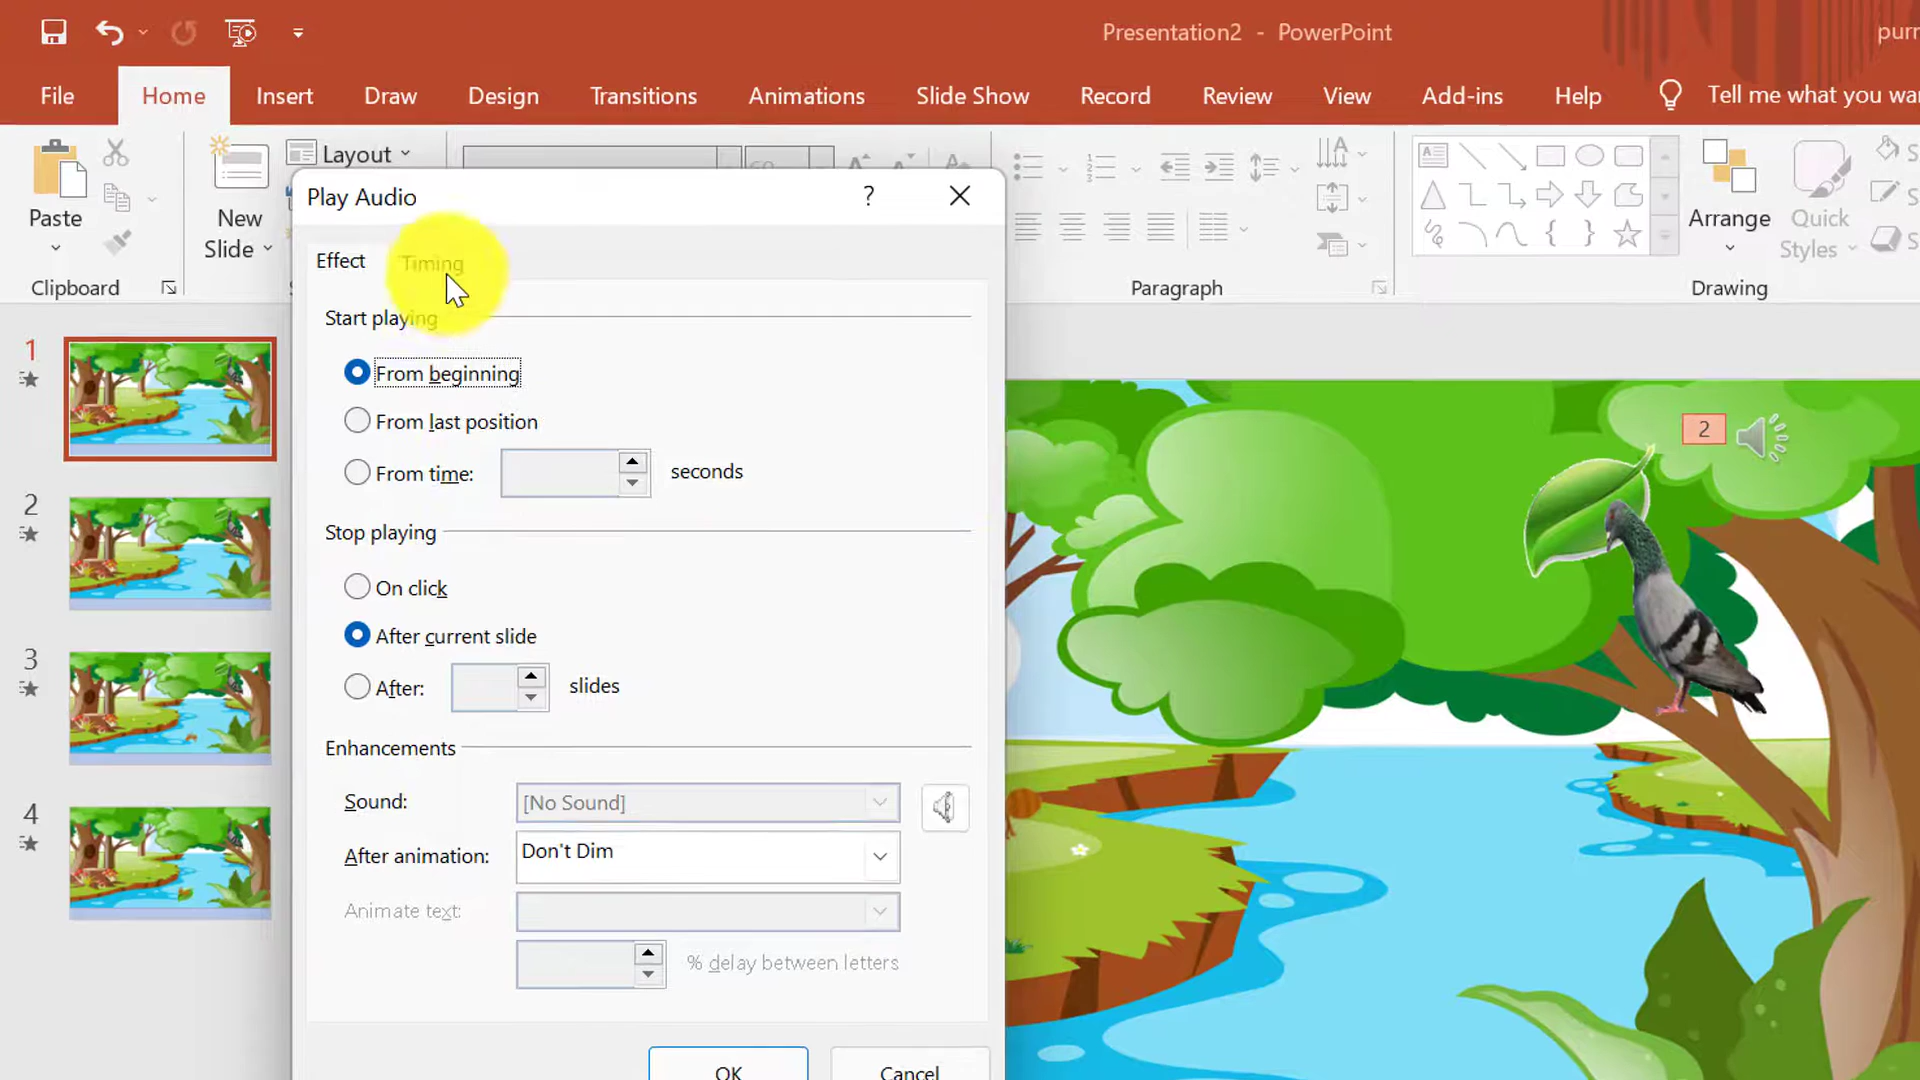 Presentation2 - PowerPoint
File Home Insert Draw Design Transitions Animations Slide Show Record Review View Add-ins Help Tell me what you
Paste
Clipboard
New Slide
Layout
Paragraph
Arrange
Quick Styles
Drawing
Play Audio ?
Effect Timing
Start playing
From beginning
From last position
From time: seconds
Stop playing
On click
After current slide
After: slides
Enhancements
Sound: [No Sound]
After animation: Don't Dim
Animate text:
% delay between letters
OK Cancel
1
2
3
4
2